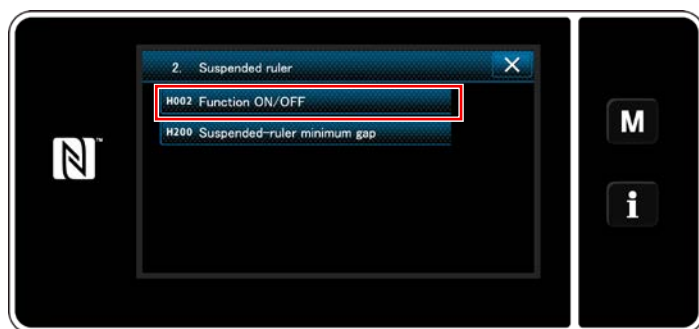 2. Suspended ruler
H002 Function ON/OFF
H200 Suspended-ruler minimum gap
M
i